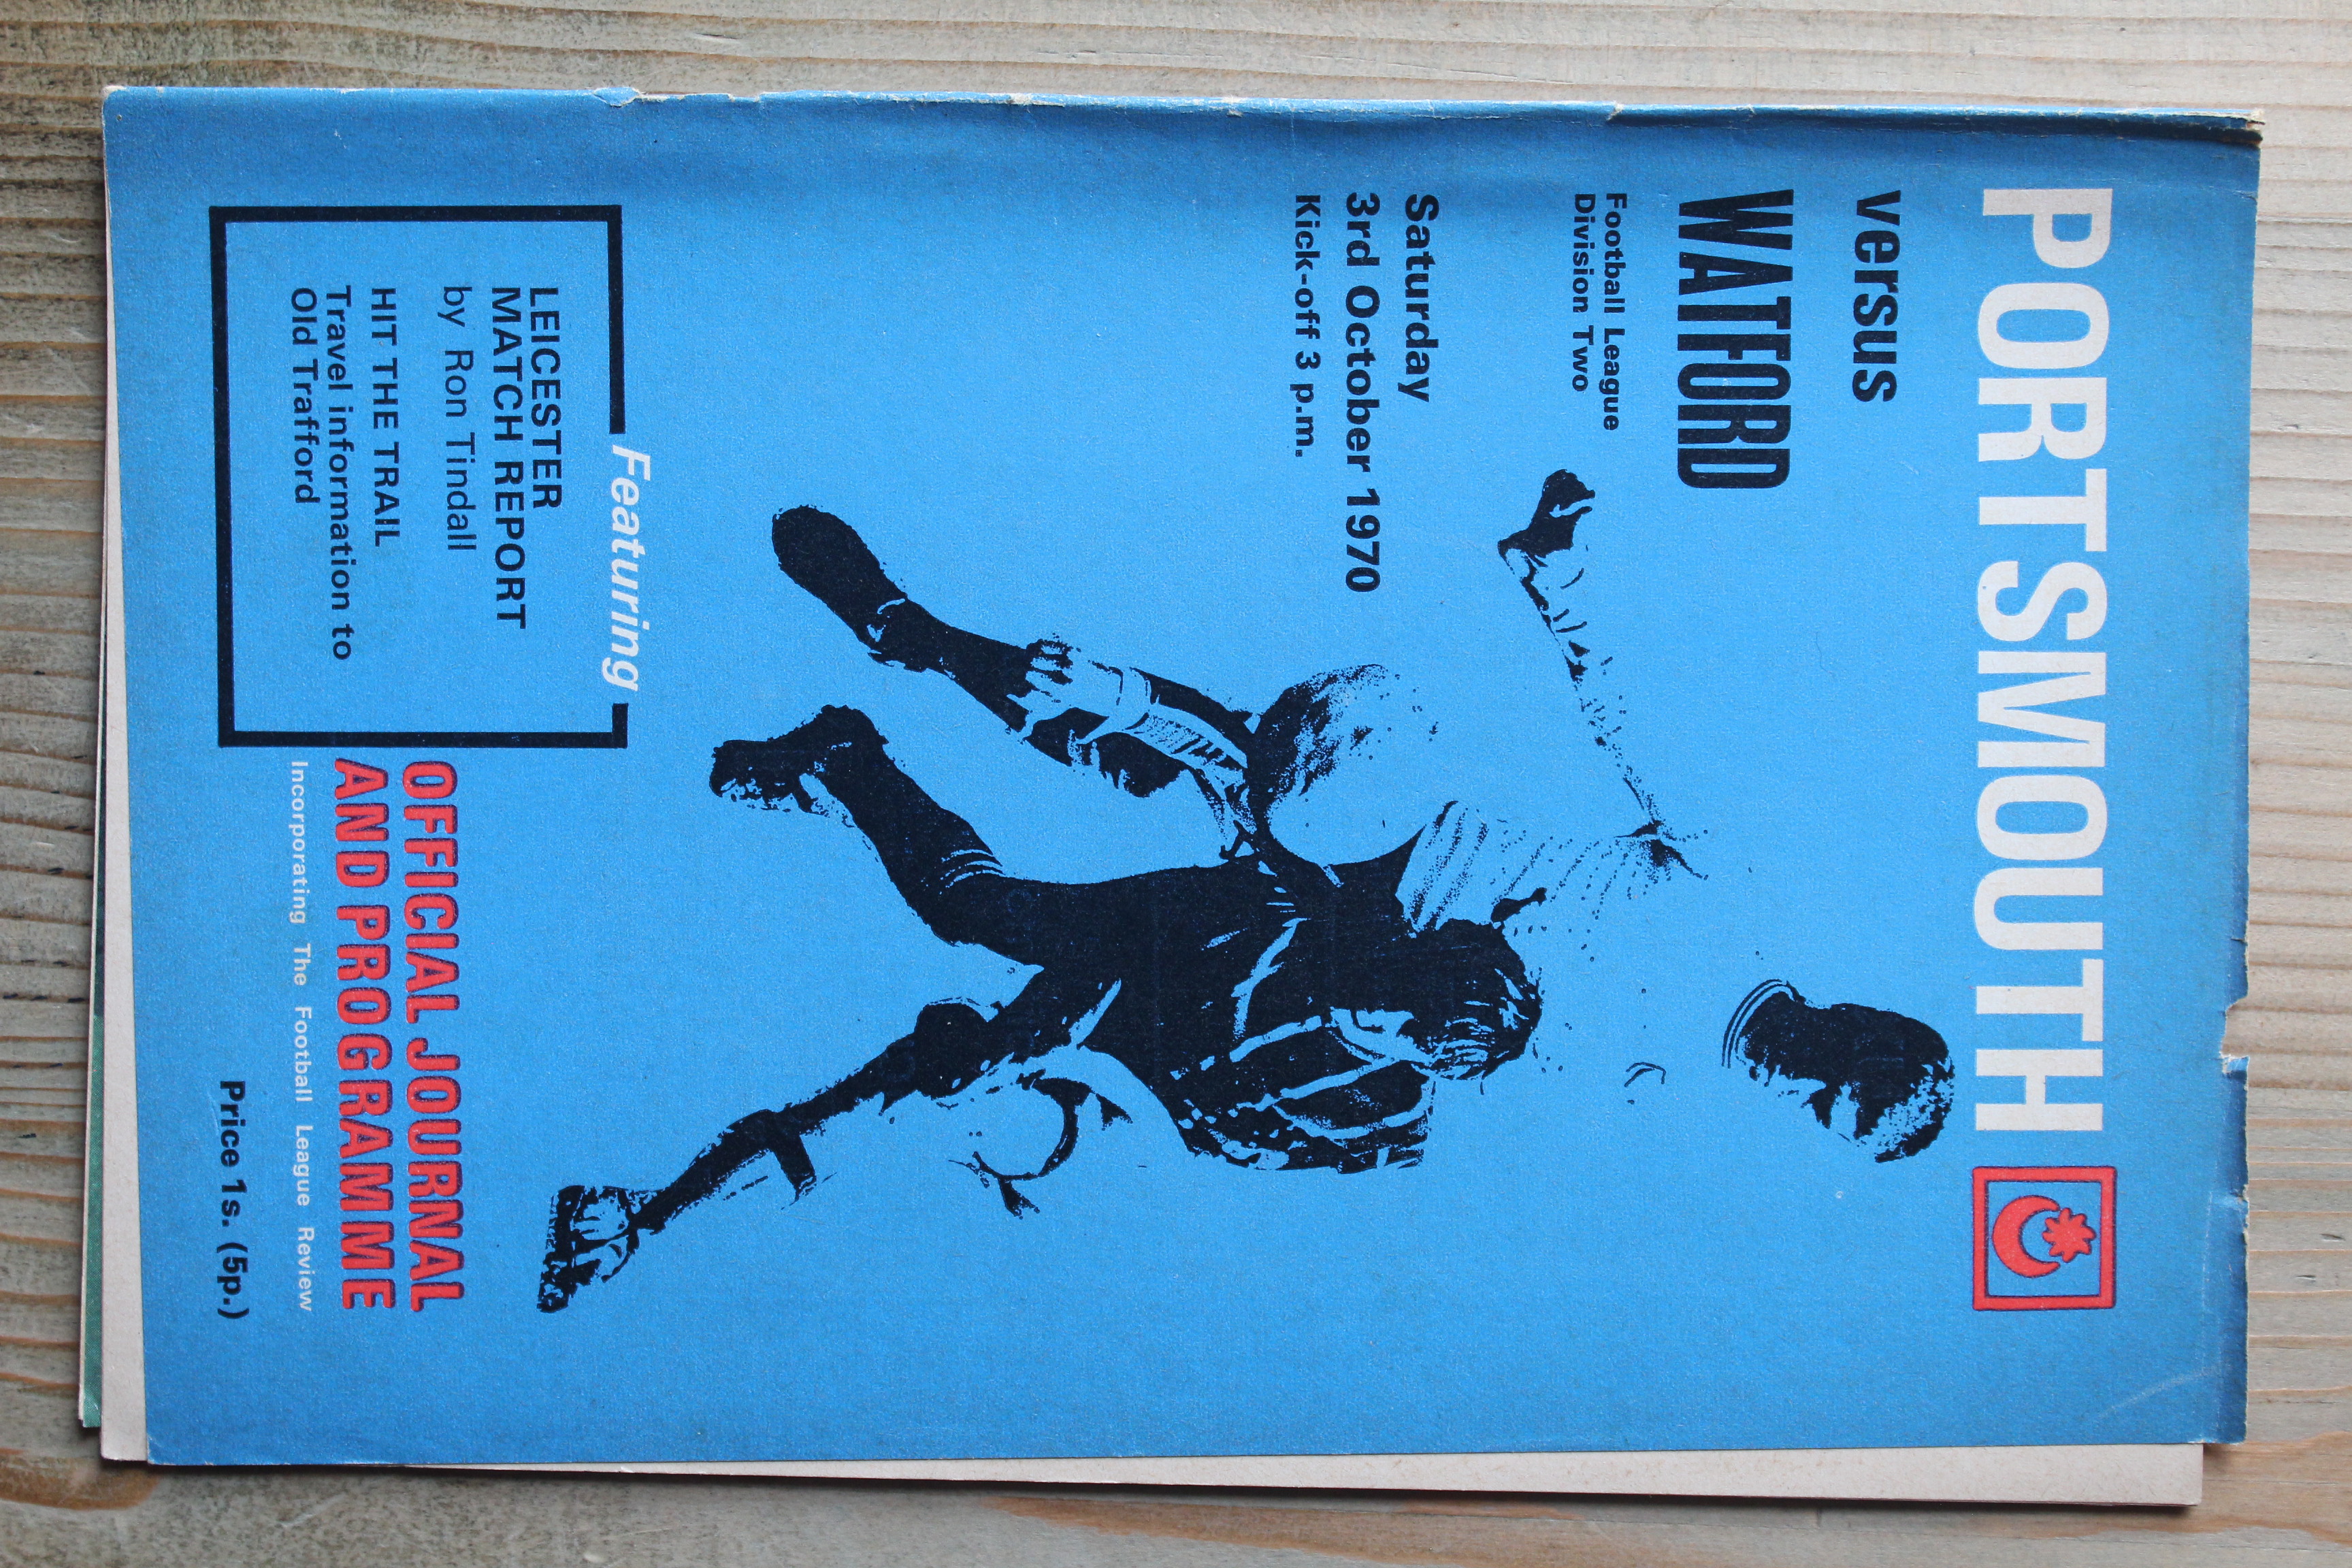 PORTSMOUTH
versus
WATFORD
Football League
Division Two
Saturday
3rd October 1970
Kick-off 3 p.m.
Featuring
LEICESTER
MATCH REPORT
by Ron Tindall
HIT THE TRAIL
Travel information to
Old Trafford
OFFICIAL JOURNAL
AND PROGRAMME
Incorporating The Football League Review
Price 1s. (5p.)